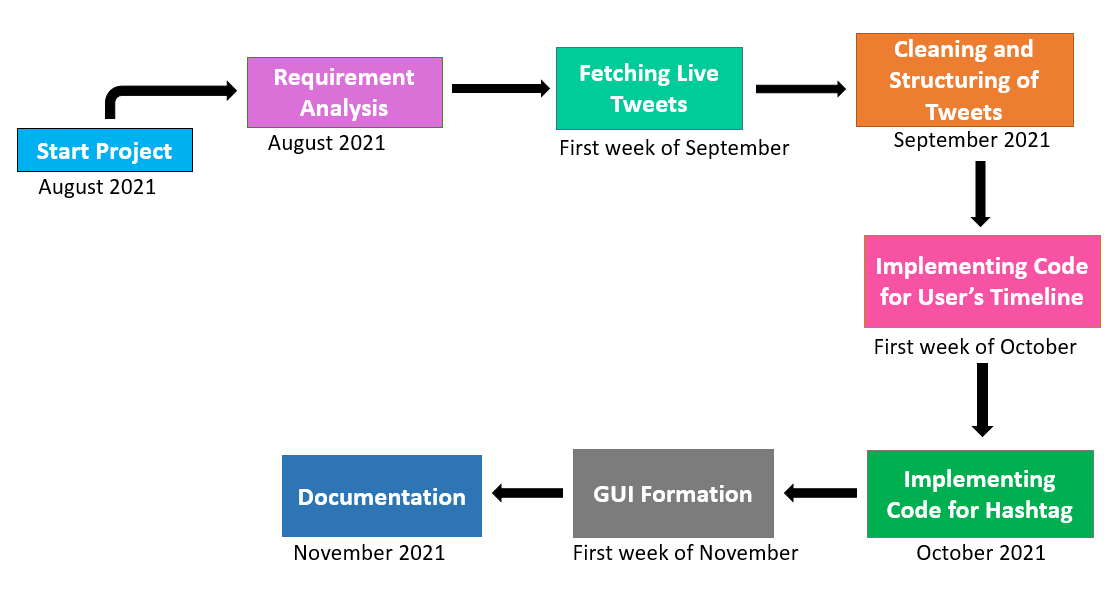 Start Project
August 2021
Requirement
Analysis
August 2021
Fetching Live
Tweets
First week of September
Cleaning and
Structuring of
Tweets
September 2021
Implementing Code
for User’s Timeline
First week of October
Implementing
Code for Hashtag
October 2021
GUI Formation
First week of November
Documentation
November 2021